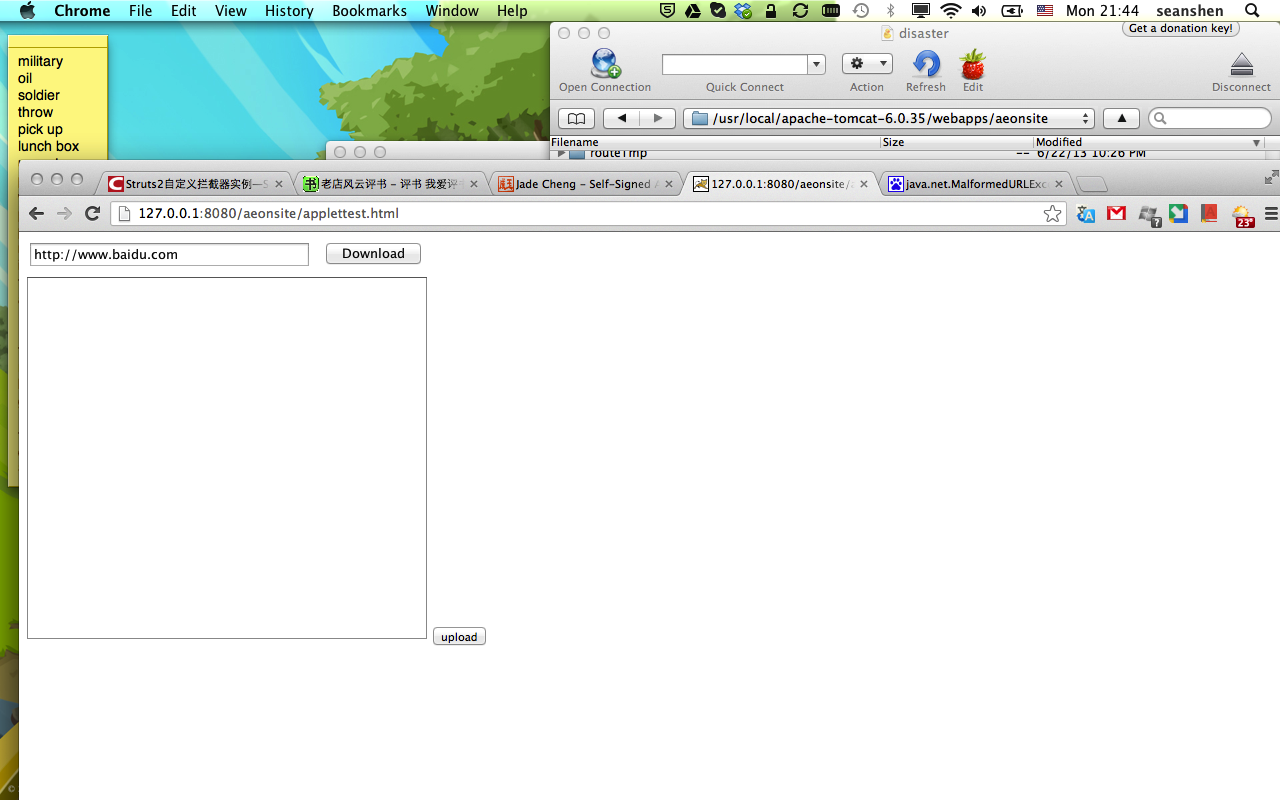 Chrome File Edit View History Bookmarks Window Help Mon 21:44 seanshen
military
oil
soldier
throw
pick up
lunch box
disaster
Get a donation key!
Open Connection Quick Connect Action Refresh Edit Disconnect
/usr/local/apache-tomcat-6.0.35/webapps/aeonsite
Filename Size Modified
routeTmp -- 6/22/13 10:26 PM
Struts2自定义拦截器实例—S 老店风云评书 - 评书 我爱评书 Jade Cheng - Self-Signed A 127.0.0.1:8080/aeonsite/a java.net.MalformedURLExc
127.0.0.1:8080/aeonsite/applettest.html
23°
http://www.baidu.com Download
upload